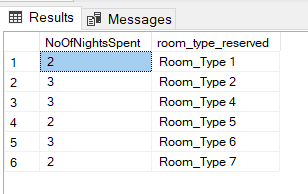 Results Messages
NoOfNightsSpent room_type_reserved
1 2 Room_Type 1
2 3 Room_Type 2
3 3 Room_Type 4
4 2 Room_Type 5
5 3 Room_Type 6
6 2 Room_Type 7